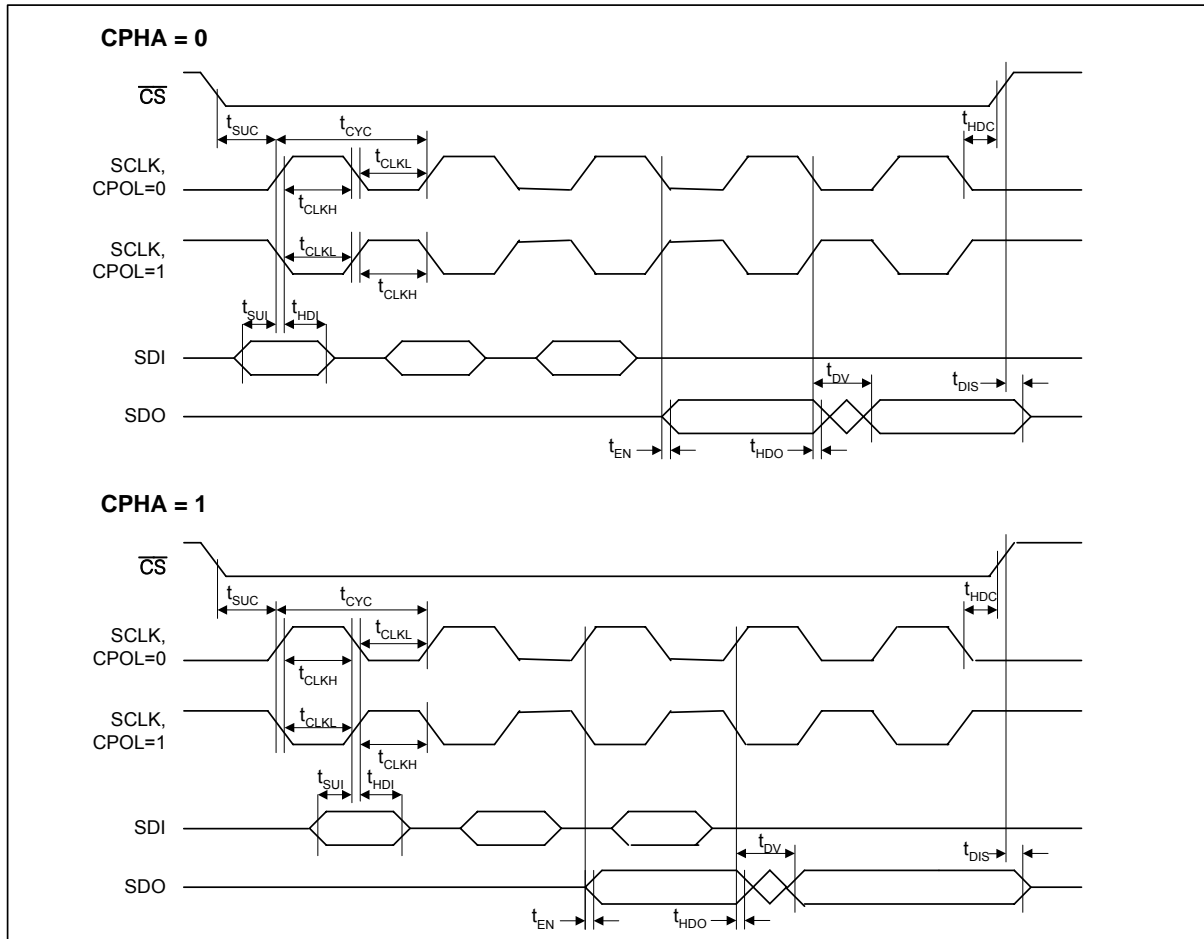 CPHA = 0
CS
tSUC
tCYC
tHDC
SCLK,
CPOL=0
tCLKL
tCLKH
SCLK,
CPOL=1
tCLKL
tCLKH
tSUI
tHDI
SDI
tDV
tDIS
SDO
tEN
tHDO
CPHA = 1
CS
tSUC
tCYC
tHDC
SCLK,
CPOL=0
tCLKL
tCLKH
SCLK,
CPOL=1
tCLKL
tCLKH
tSUI
tHDI
SDI
tDV
tDIS
SDO
tEN
tHDO